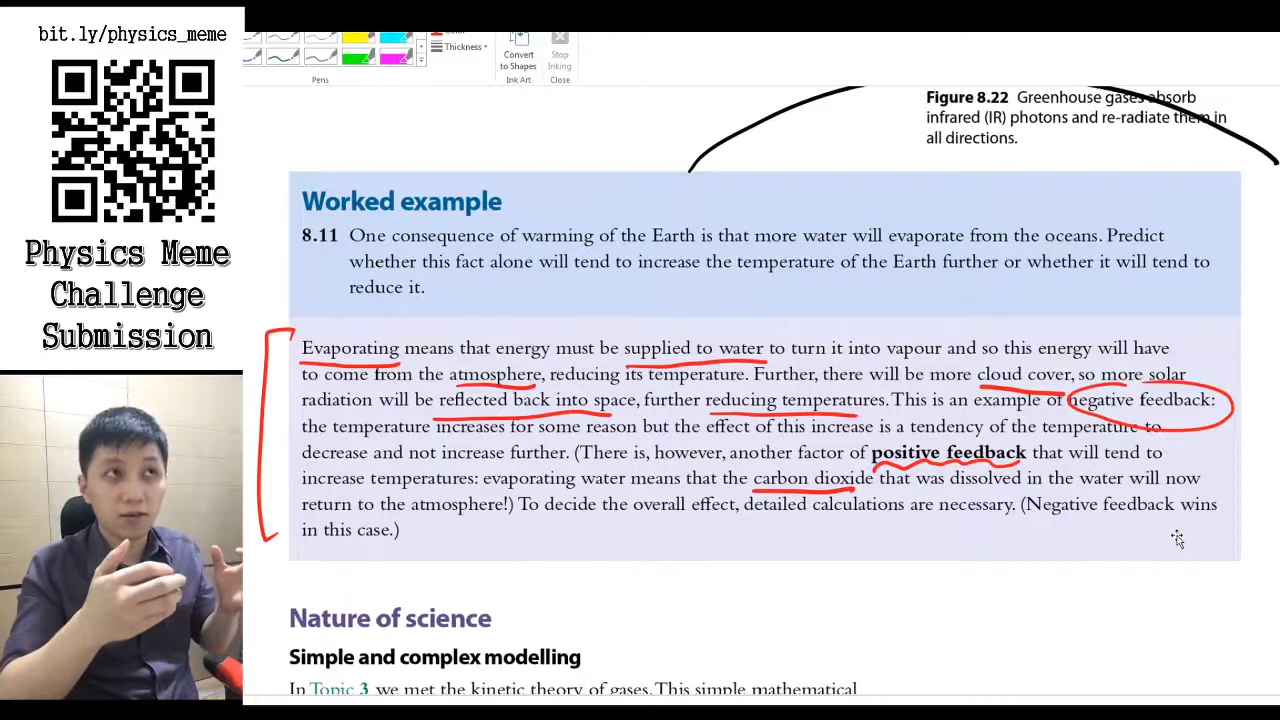 bit.ly/physics_meme
Physics Meme
Challenge
Submission
Thickness
Convert
to Shapes
Stop
Inking
Pens
Ink Art
Close
Figure 8.22 Greenhouse gases absorb
infrared (IR) photons and re-radiate them in
all directions.
Worked example
8.11 One consequence of warming of the Earth is that more water will evaporate from the oceans. Predict
whether this fact alone will tend to increase the temperature of the Earth further or whether it will tend to
reduce it.
Evaporating means that energy must be supplied to water to turn it into vapour and so this energy will have
to come from the atmosphere, reducing its temperature. Further, there will be more cloud cover, so more solar
radiation will be reflected back into space, further reducing temperatures. This is an example of negative feedback:
the temperature increases for some reason but the effect of this increase is a tendency of the temperature to
decrease and not increase further. (There is, however, another factor of positive feedback that will tend to
increase temperatures: evaporating water means that the carbon dioxide that was dissolved in the water will now
return to the atmosphere!) To decide the overall effect, detailed calculations are necessary. (Negative feedback wins
in this case.)
Nature of science
Simple and complex modelling
In Topic 3 we met the kinetic theory of gases. This simple mathematical